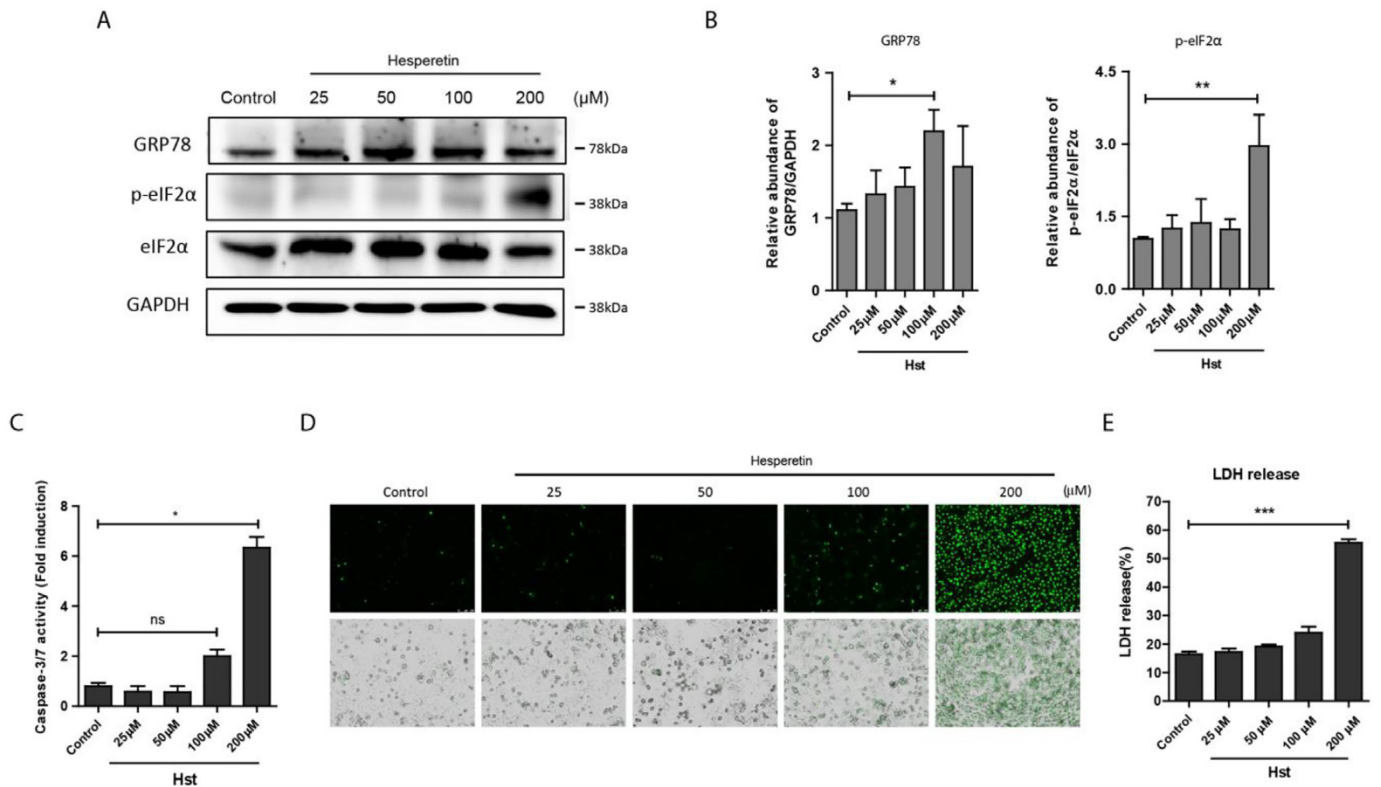 A
Hesperetin
Control 25 50 100 200 (μM)
GRP78
78kDa
p-eIF2α
38kDa
eIF2α
38kDa
GAPDH
38kDa
B
GRP78
Relative abundance of
GRP78/GAPDH
3
2
1
0
*
Control 25μM 50μM 100μM 200μM
Hst
p-eIF2α
Relative abundance of
p-eIF2α/eIF2α
4.5
3.0
1.5
0.0
**
Control 25μM 50μM 100μM 200μM
Hst
C
Caspase-3/7 activity (Fold induction)
8
6
4
2
0
*
ns
Control 25μM 50μM 100μM 200μM
Hst
D
Hesperetin
Control 25 50 100 200 (μM)
E
LDH release
LDH release(%)
70
60
50
40
30
20
10
0
***
Control 25 μM 50 μM 100 μM 200 μM
Hst